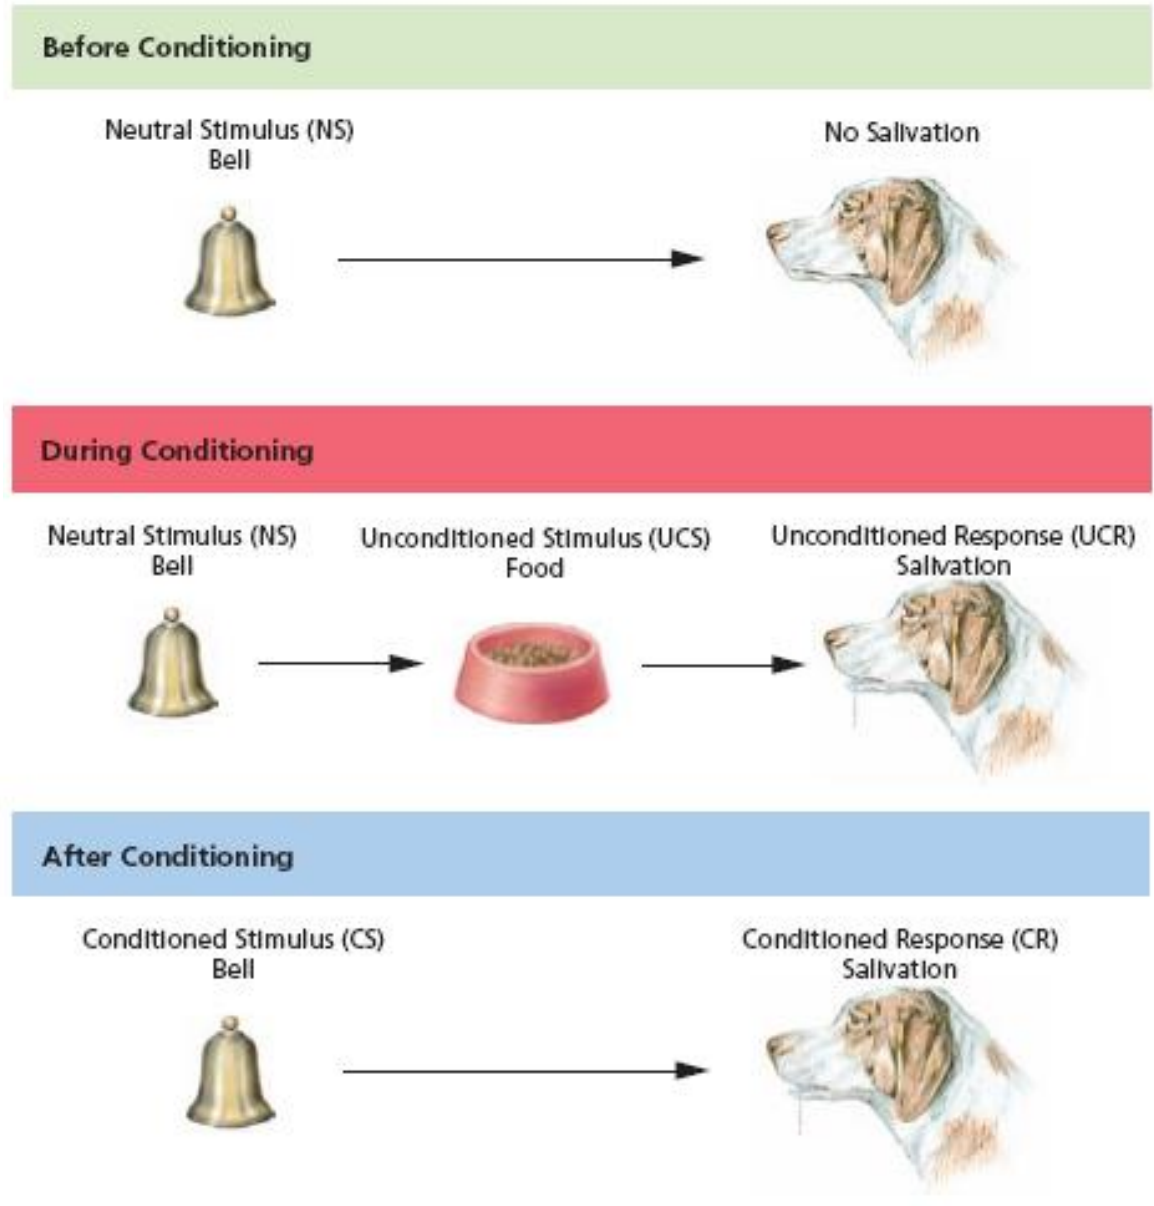 Before Conditioning
Neutral Stimulus (NS)
Bell
No Salivation
During Conditioning
Neutral Stimulus (NS)
Bell
Unconditioned Stimulus (UCS)
Food
Unconditioned Response (UCR)
Salivation
After Conditioning
Conditioned Stimulus (CS)
Bell
Conditioned Response (CR)
Salivation